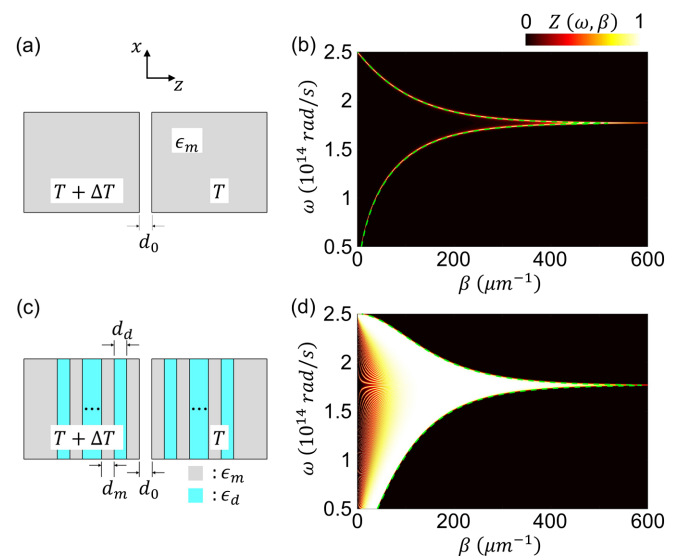 (a)
x
z
ϵm
T + ΔT
T
d0
(b)
Z (ω, β)
0
1
2.5
2
1.5
1
0.5
ω (10^14 rad/s)
0
200
400
600
β (μm^−1)
(c)
dd
...
...
T + ΔT
T
dm
d0
: ϵm
: ϵd
(d)
2.5
2
1.5
1
0.5
ω (10^14 rad/s)
0
200
400
600
β (μm^−1)